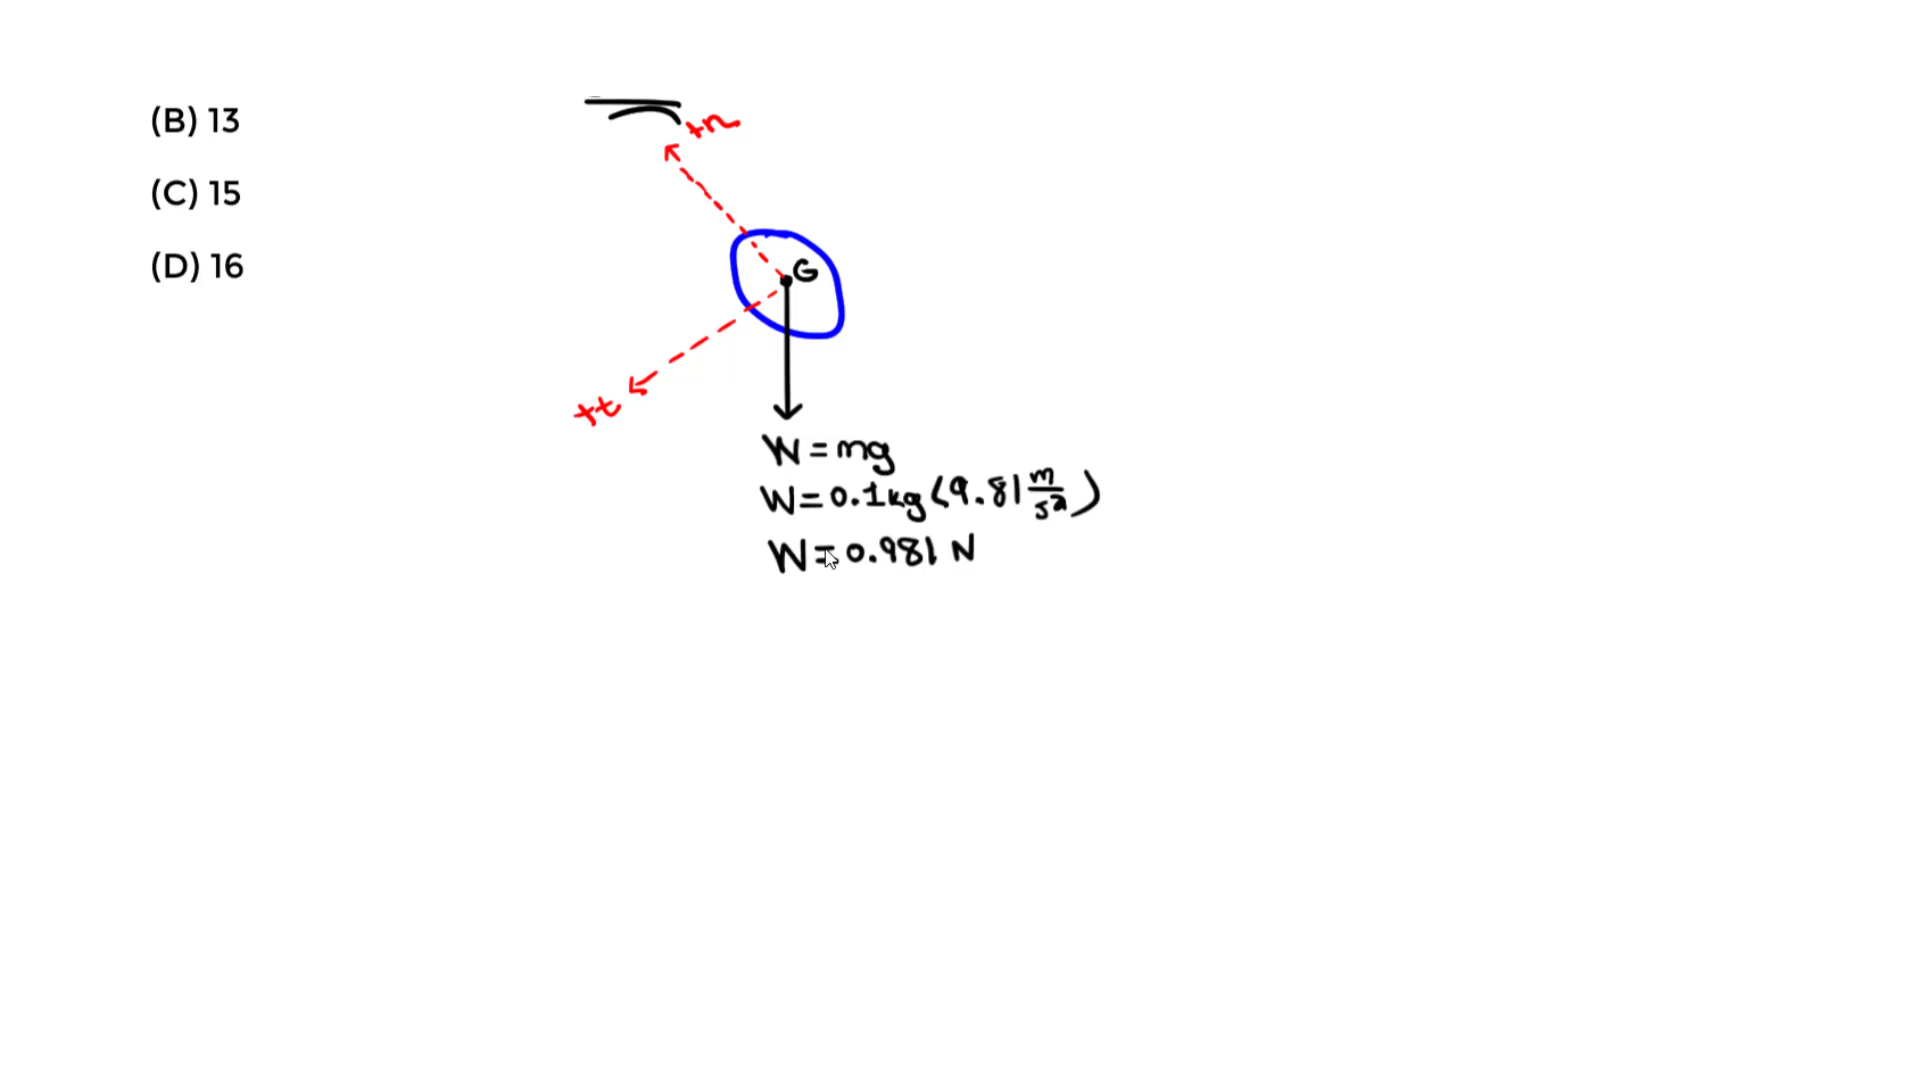 (B) 13
(C) 15
(D) 16
+n
G
+t
W = mg
W = 0.1kg (9.81 m/s²)
W = 0.981 N